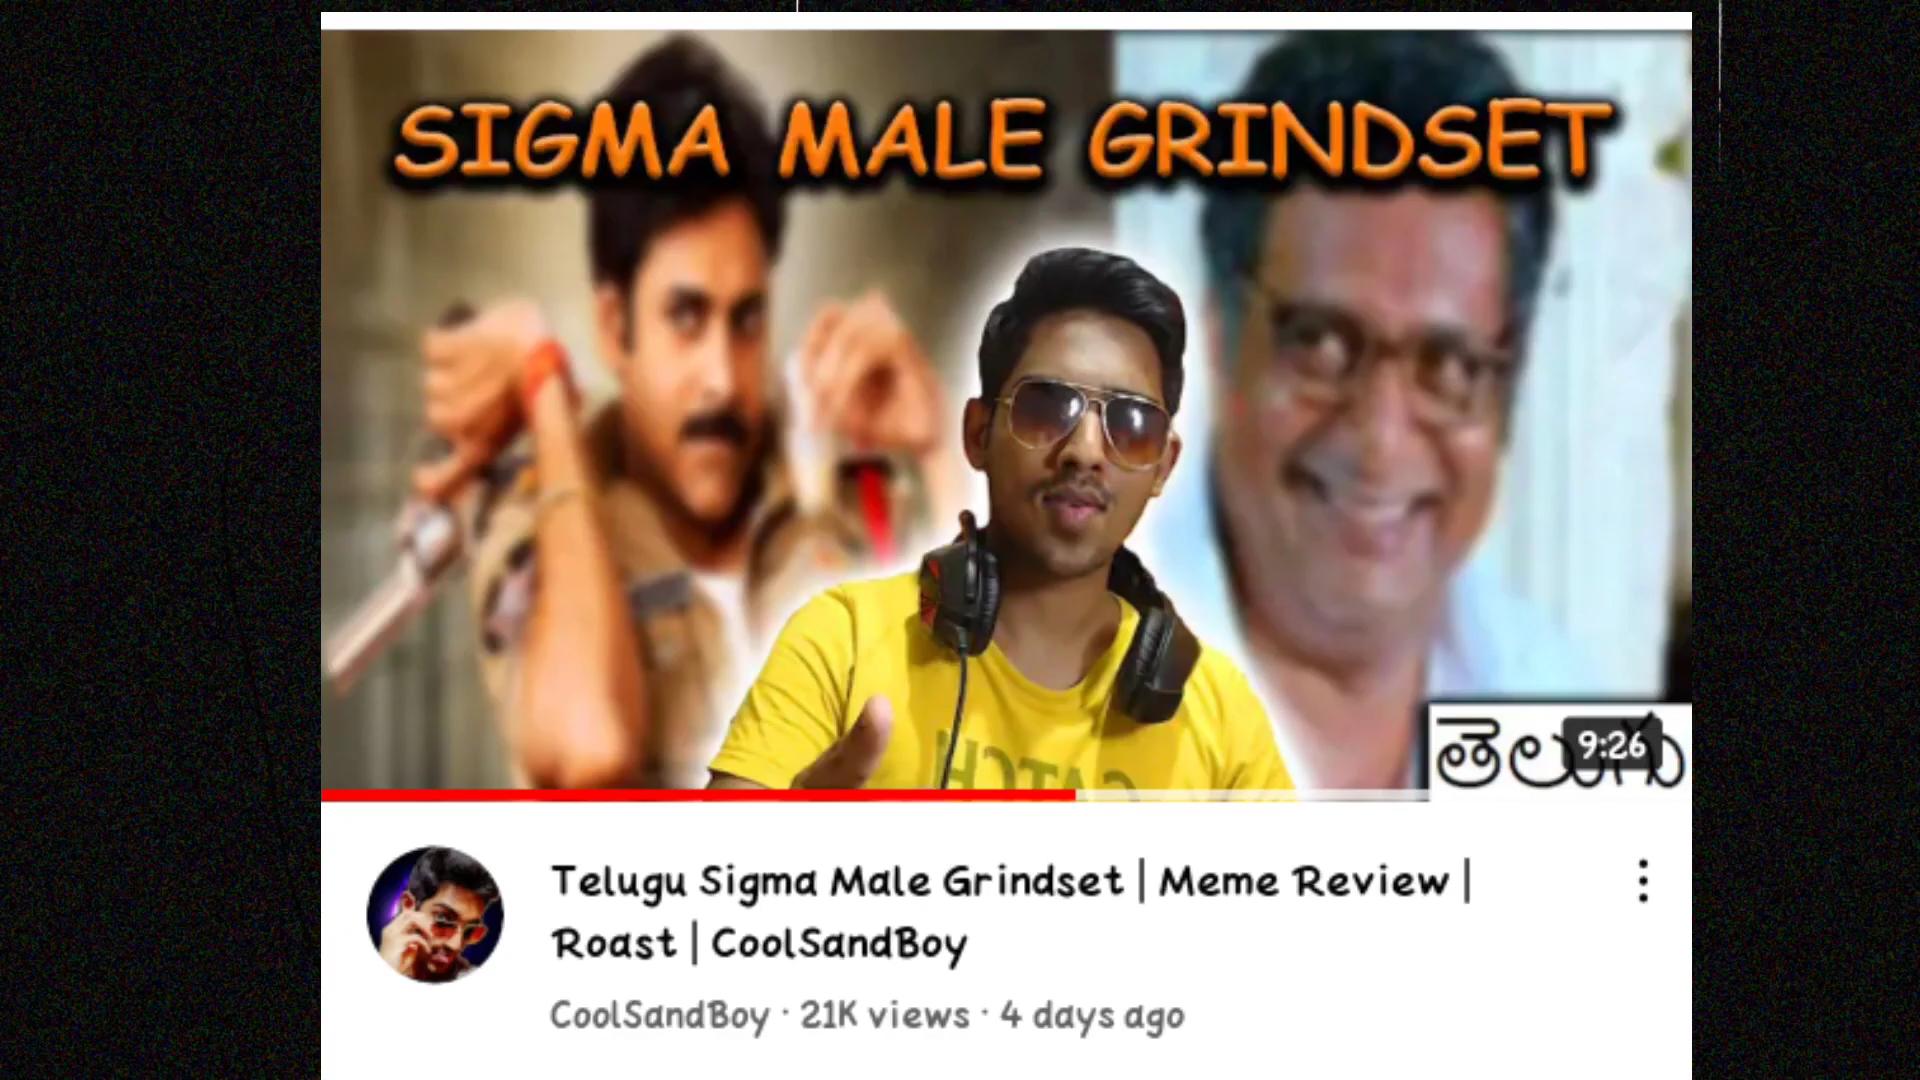 SIGMA MALE GRINDSET
CATCH
తెలుగు
9:26
Telugu Sigma Male Grindset | Meme Review |
Roast | CoolSandBoy
CoolSandBoy · 21K views · 4 days ago